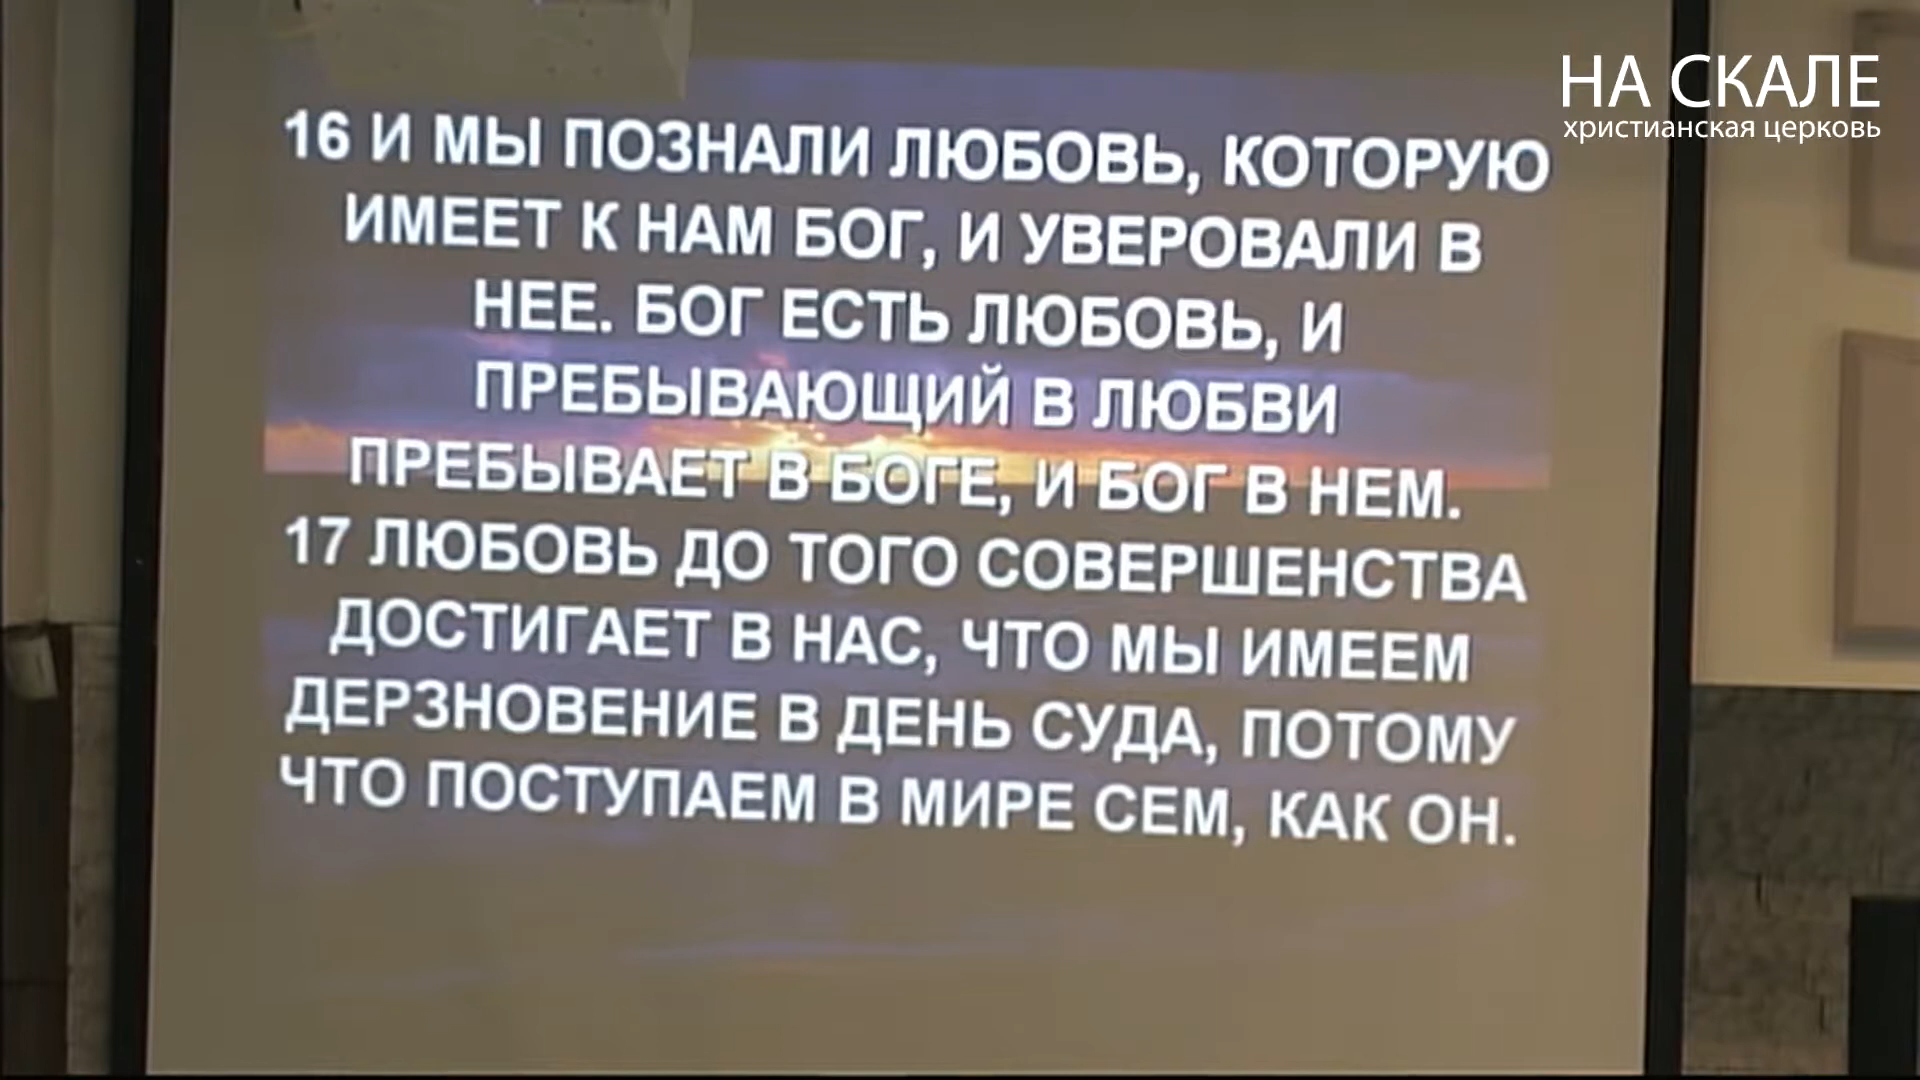 НА СКАЛЕ
христианская церковь
16 И МЫ ПОЗНАЛИ ЛЮБОВЬ, КОТОРУЮ
ИМЕЕТ К НАМ БОГ, И УВЕРОВАЛИ В
НЕЕ. БОГ ЕСТЬ ЛЮБОВЬ, И
ПРЕБЫВАЮЩИЙ В ЛЮБВИ
ПРЕБЫВАЕТ В БОГЕ, И БОГ В НЕМ.
17 ЛЮБОВЬ ДО ТОГО СОВЕРШЕНСТВА
ДОСТИГАЕТ В НАС, ЧТО МЫ ИМЕЕМ
ДЕРЗНОВЕНИЕ В ДЕНЬ СУДА, ПОТОМУ
ЧТО ПОСТУПАЕМ В МИРЕ СЕМ, КАК ОН.